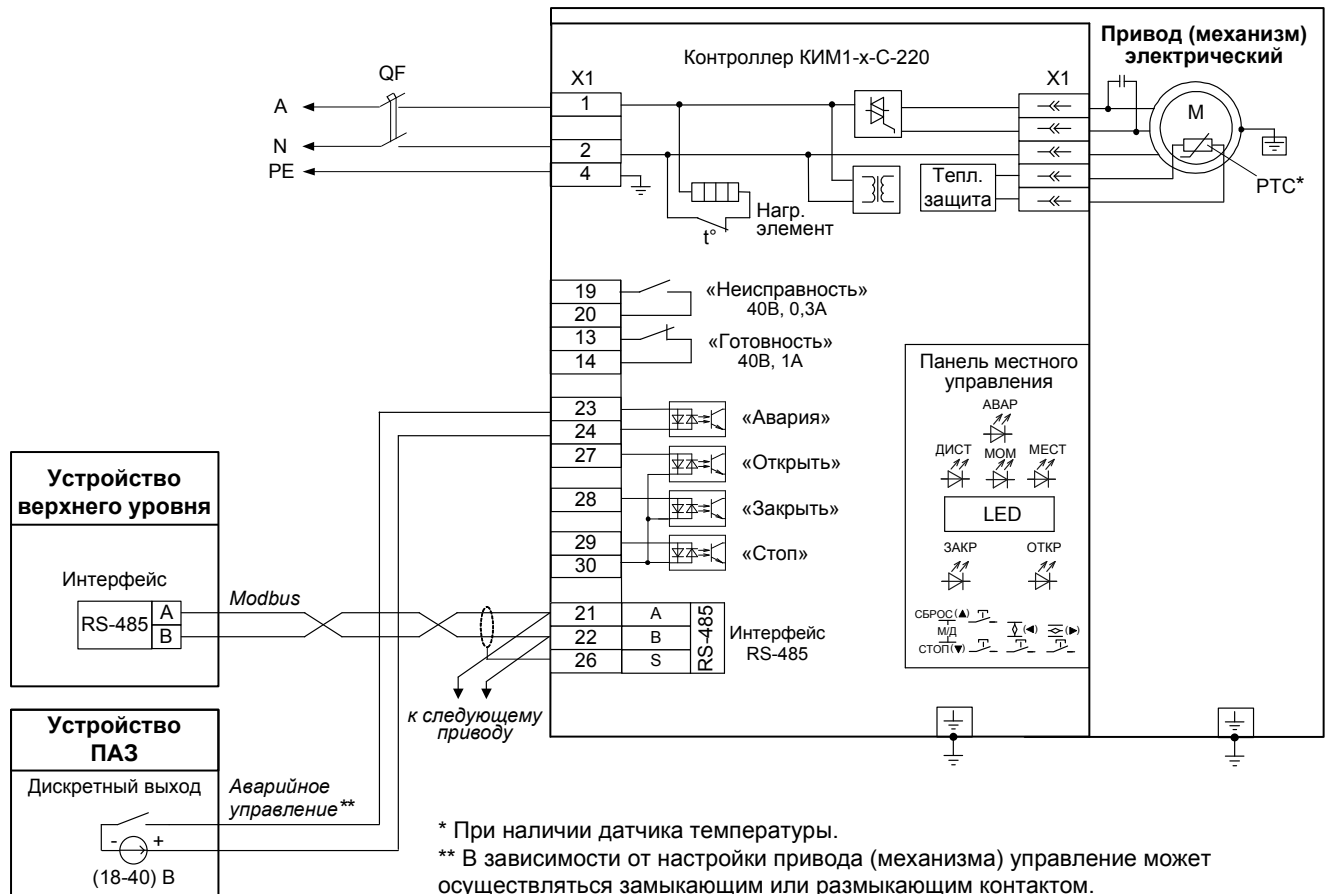 Привод (механизм)
электрический
Контроллер КИМ1-х-С-220
QF
X1
X1
A
N
PE
1
2
4
M
PTC*
Тепл.
защита
Нагр.
элемент
t°
19
20
13
14
«Неисправность»
40В, 0,3А
«Готовность»
40В, 1А
23
24
27
28
29
30
«Авария»
«Открыть»
«Закрыть»
«Стоп»
21
22
26
A
B
S
RS-485
Интерфейс
RS-485
Панель местного
управления
АВАР
ДИСТ
МОМ
МЕСТ
LED
ЗАКР
ОТКР
СБРОС(▲)
М/Д
СТОП(▼)
(◄)
(►)
Устройство
верхнего уровня
Интерфейс
RS-485
A
B
Modbus
к следующему
приводу
Устройство
ПАЗ
Дискретный выход
- +
(18-40) В
Аварийное
управление**
* При наличии датчика температуры.
** В зависимости от настройки привода (механизма) управление может
осуществляться замыкающим или размыкающим контактом.